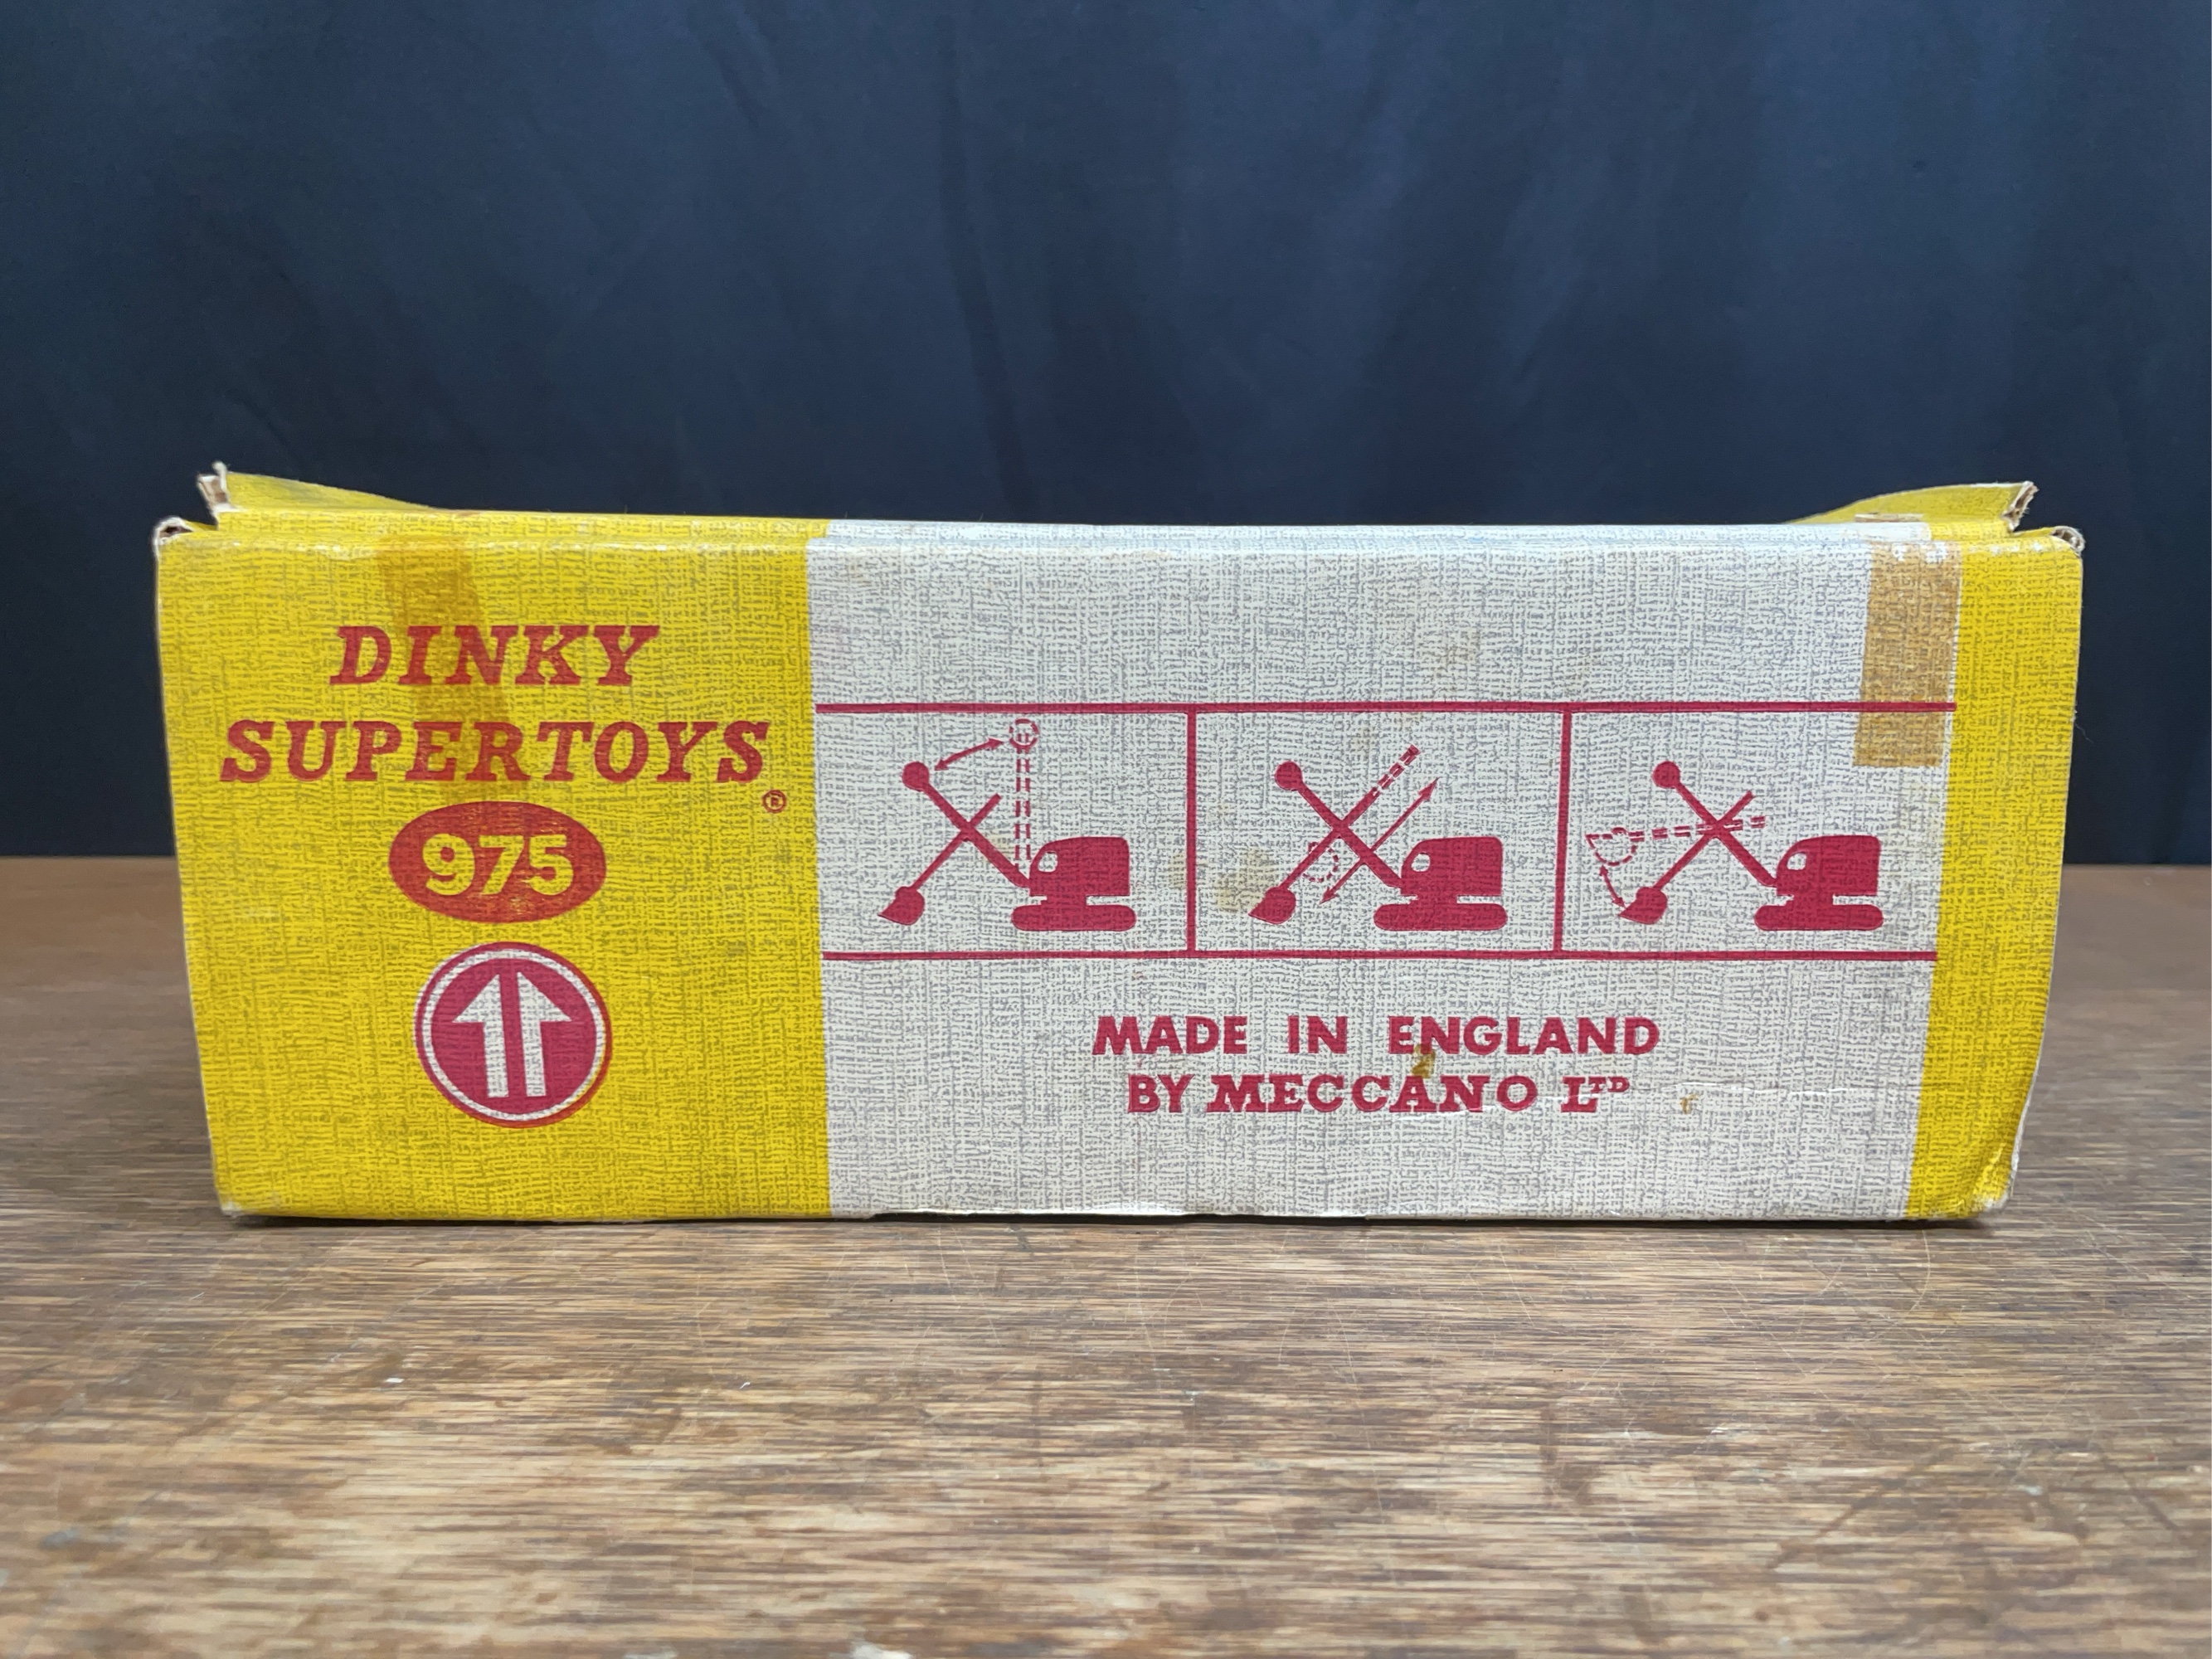 DINKY
SUPERTOYS®
975
MADE IN ENGLAND
BY MECCANO LTD